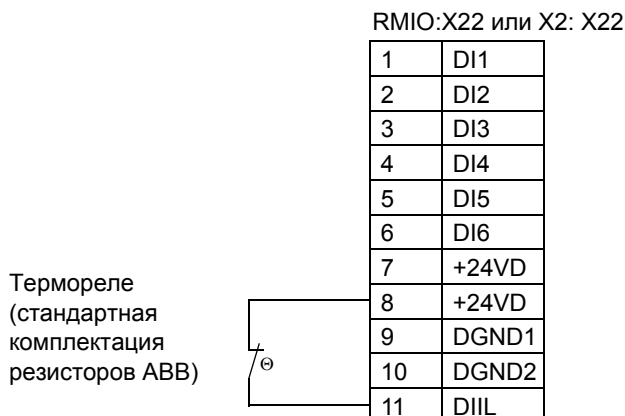 RMIO:X22 или X2: X22
1 DI1
2 DI2
3 DI3
4 DI4
5 DI5
6 DI6
7 +24VD
8 +24VD
9 DGND1
10 DGND2
11 DIIL
Термореле
(стандартная
комплектация
резисторов ABB)
Θ